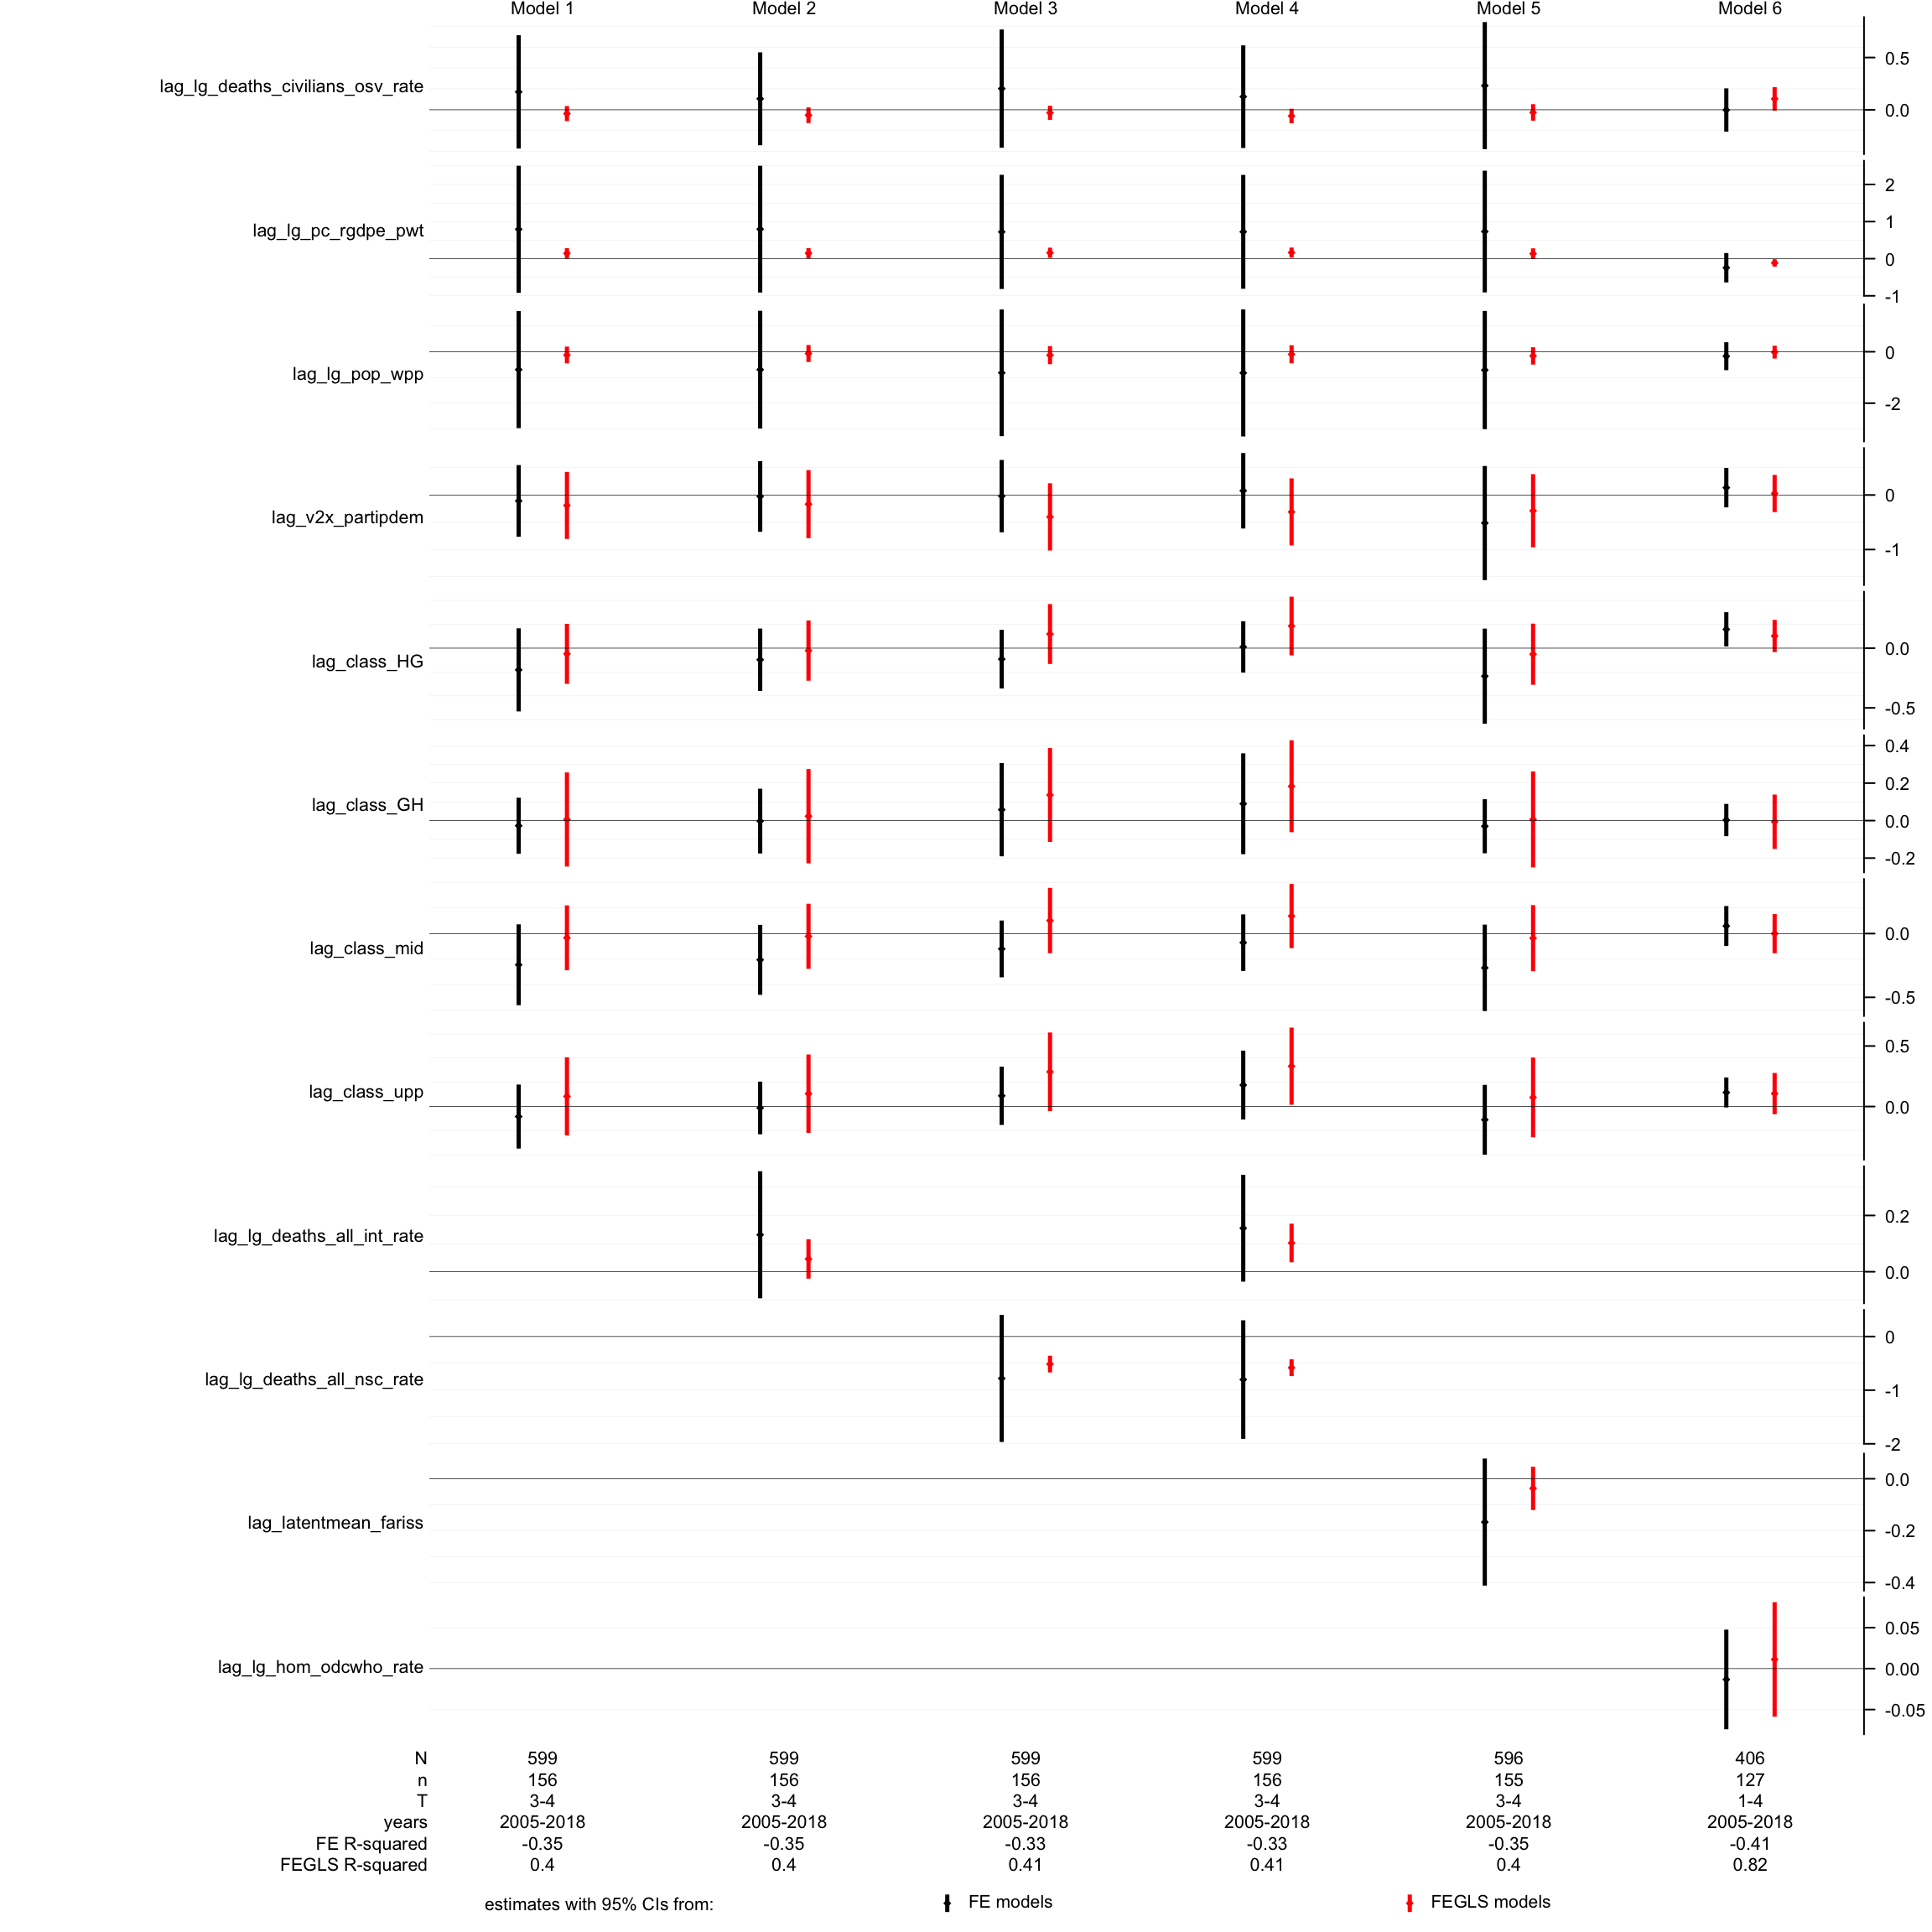 Model 1 Model 2 Model 3 Model 4 Model 5 Model 6
lag_lg_deaths_civilians_osv_rate
0.5
0.0
lag_lg_pc_rgdpe_pwt
2
1
0
-1
lag_lg_pop_wpp
0
-2
lag_v2x_partipdem
0
-1
lag_class_HG
0.0
-0.5
lag_class_GH
0.4
0.2
0.0
-0.2
lag_class_mid
0.0
-0.5
lag_class_upp
0.5
0.0
lag_lg_deaths_all_int_rate
0.2
0.0
lag_lg_deaths_all_nsc_rate
0
-1
-2
lag_latentmean_fariss
0.0
-0.2
-0.4
lag_lg_hom_odcwho_rate
0.05
0.00
-0.05
N 599 599 599 599 596 406
n 156 156 156 156 155 127
T 3-4 3-4 3-4 3-4 3-4 1-4
years 2005-2018 2005-2018 2005-2018 2005-2018 2005-2018 2005-2018
FE R-squared -0.35 -0.35 -0.33 -0.33 -0.35 -0.41
FEGLS R-squared 0.4 0.4 0.41 0.41 0.4 0.82
estimates with 95% CIs from: FE models FEGLS models